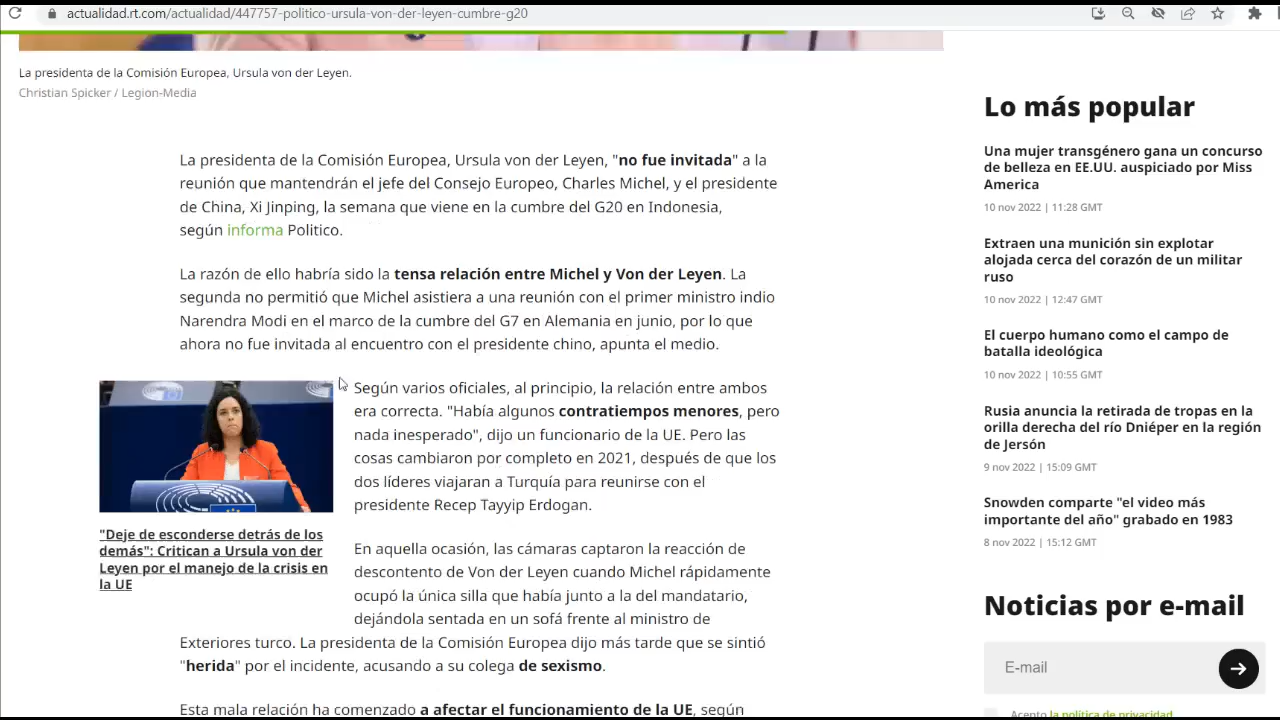 actualidad.rt.com/actualidad/447757-politico-ursula-von-der-leyen-cumbre-g20
La presidenta de la Comisión Europea, Ursula von der Leyen.
Christian Spicker / Legion-Media
La presidenta de la Comisión Europea, Ursula von der Leyen, "no fue invitada" a la
reunión que mantendrán el jefe del Consejo Europeo, Charles Michel, y el presidente
de China, Xi Jinping, la semana que viene en la cumbre del G20 en Indonesia,
según informa Politico.
La razón de ello habría sido la tensa relación entre Michel y Von der Leyen. La
segunda no permitió que Michel asistiera a una reunión con el primer ministro indio
Narendra Modi en el marco de la cumbre del G7 en Alemania en junio, por lo que
ahora no fue invitada al encuentro con el presidente chino, apunta el medio.
Según varios oficiales, al principio, la relación entre ambos
era correcta. "Había algunos contratiempos menores, pero
nada inesperado", dijo un funcionario de la UE. Pero las
cosas cambiaron por completo en 2021, después de que los
dos líderes viajaran a Turquía para reunirse con el
presidente Recep Tayyip Erdogan.
"Deje de esconderse detrás de los
demás": Critican a Ursula von der
Leyen por el manejo de la crisis en
la UE
En aquella ocasión, las cámaras captaron la reacción de
descontento de Von der Leyen cuando Michel rápidamente
ocupó la única silla que había junto a la del mandatario,
dejándola sentada en un sofá frente al ministro de
Exteriores turco. La presidenta de la Comisión Europea dijo más tarde que se sintió
"herida" por el incidente, acusando a su colega de sexismo.
Esta mala relación ha comenzado a afectar el funcionamiento de la UE, según
Lo más popular
Una mujer transgénero gana un concurso
de belleza en EE.UU. auspiciado por Miss
America
10 nov 2022 | 11:28 GMT
Extraen una munición sin explotar
alojada cerca del corazón de un militar
ruso
10 nov 2022 | 12:47 GMT
El cuerpo humano como el campo de
batalla ideológica
10 nov 2022 | 10:55 GMT
Rusia anuncia la retirada de tropas en la
orilla derecha del río Dniéper en la región
de Jersón
9 nov 2022 | 15:09 GMT
Snowden comparte "el video más
importante del año" grabado en 1983
8 nov 2022 | 15:12 GMT
Noticias por e-mail
E-mail
Acepto la política de privacidad